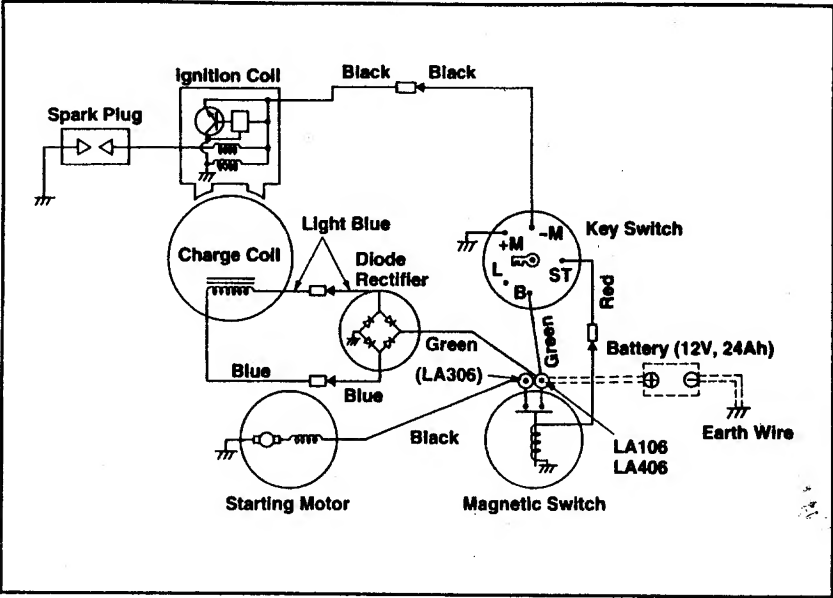 Ignition Coil
Black
Black
Spark Plug
Charge Coil
Light Blue
Diode
Rectifier
+M
-M
L
ST
B
Key Switch
Red
Green
Green
Blue
Blue
(LA306)
Battery (12V, 24Ah)
Earth Wire
LA106
LA406
Black
Starting Motor
Magnetic Switch